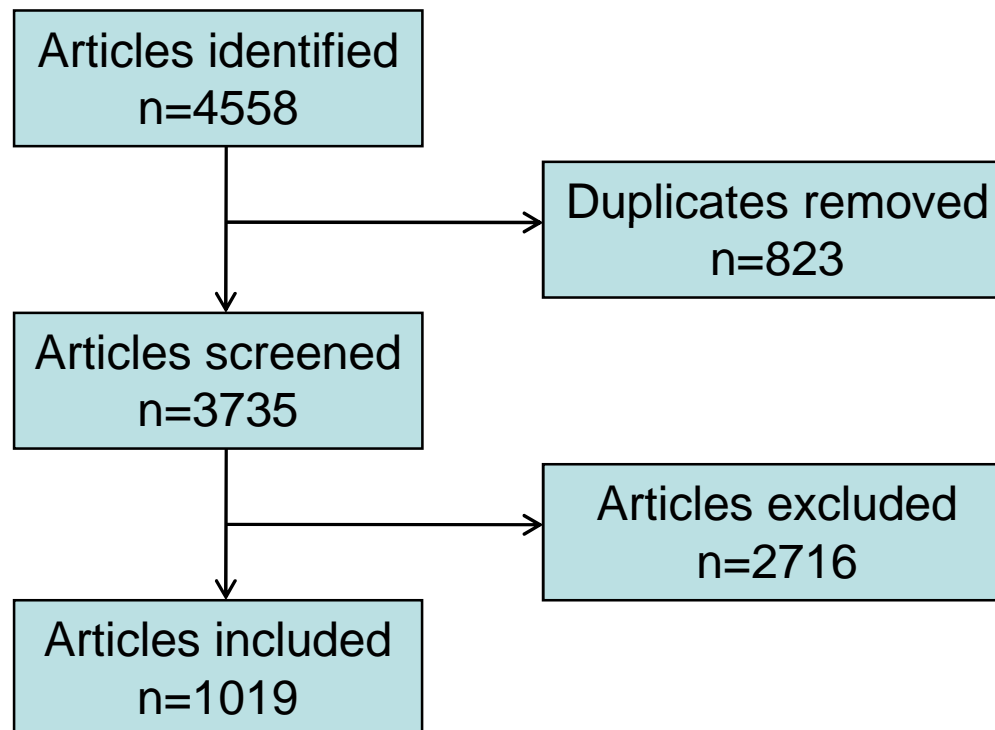 Articles identified
n=4558
Duplicates removed
n=823
Articles screened
n=3735
Articles excluded
n=2716
Articles included
n=1019